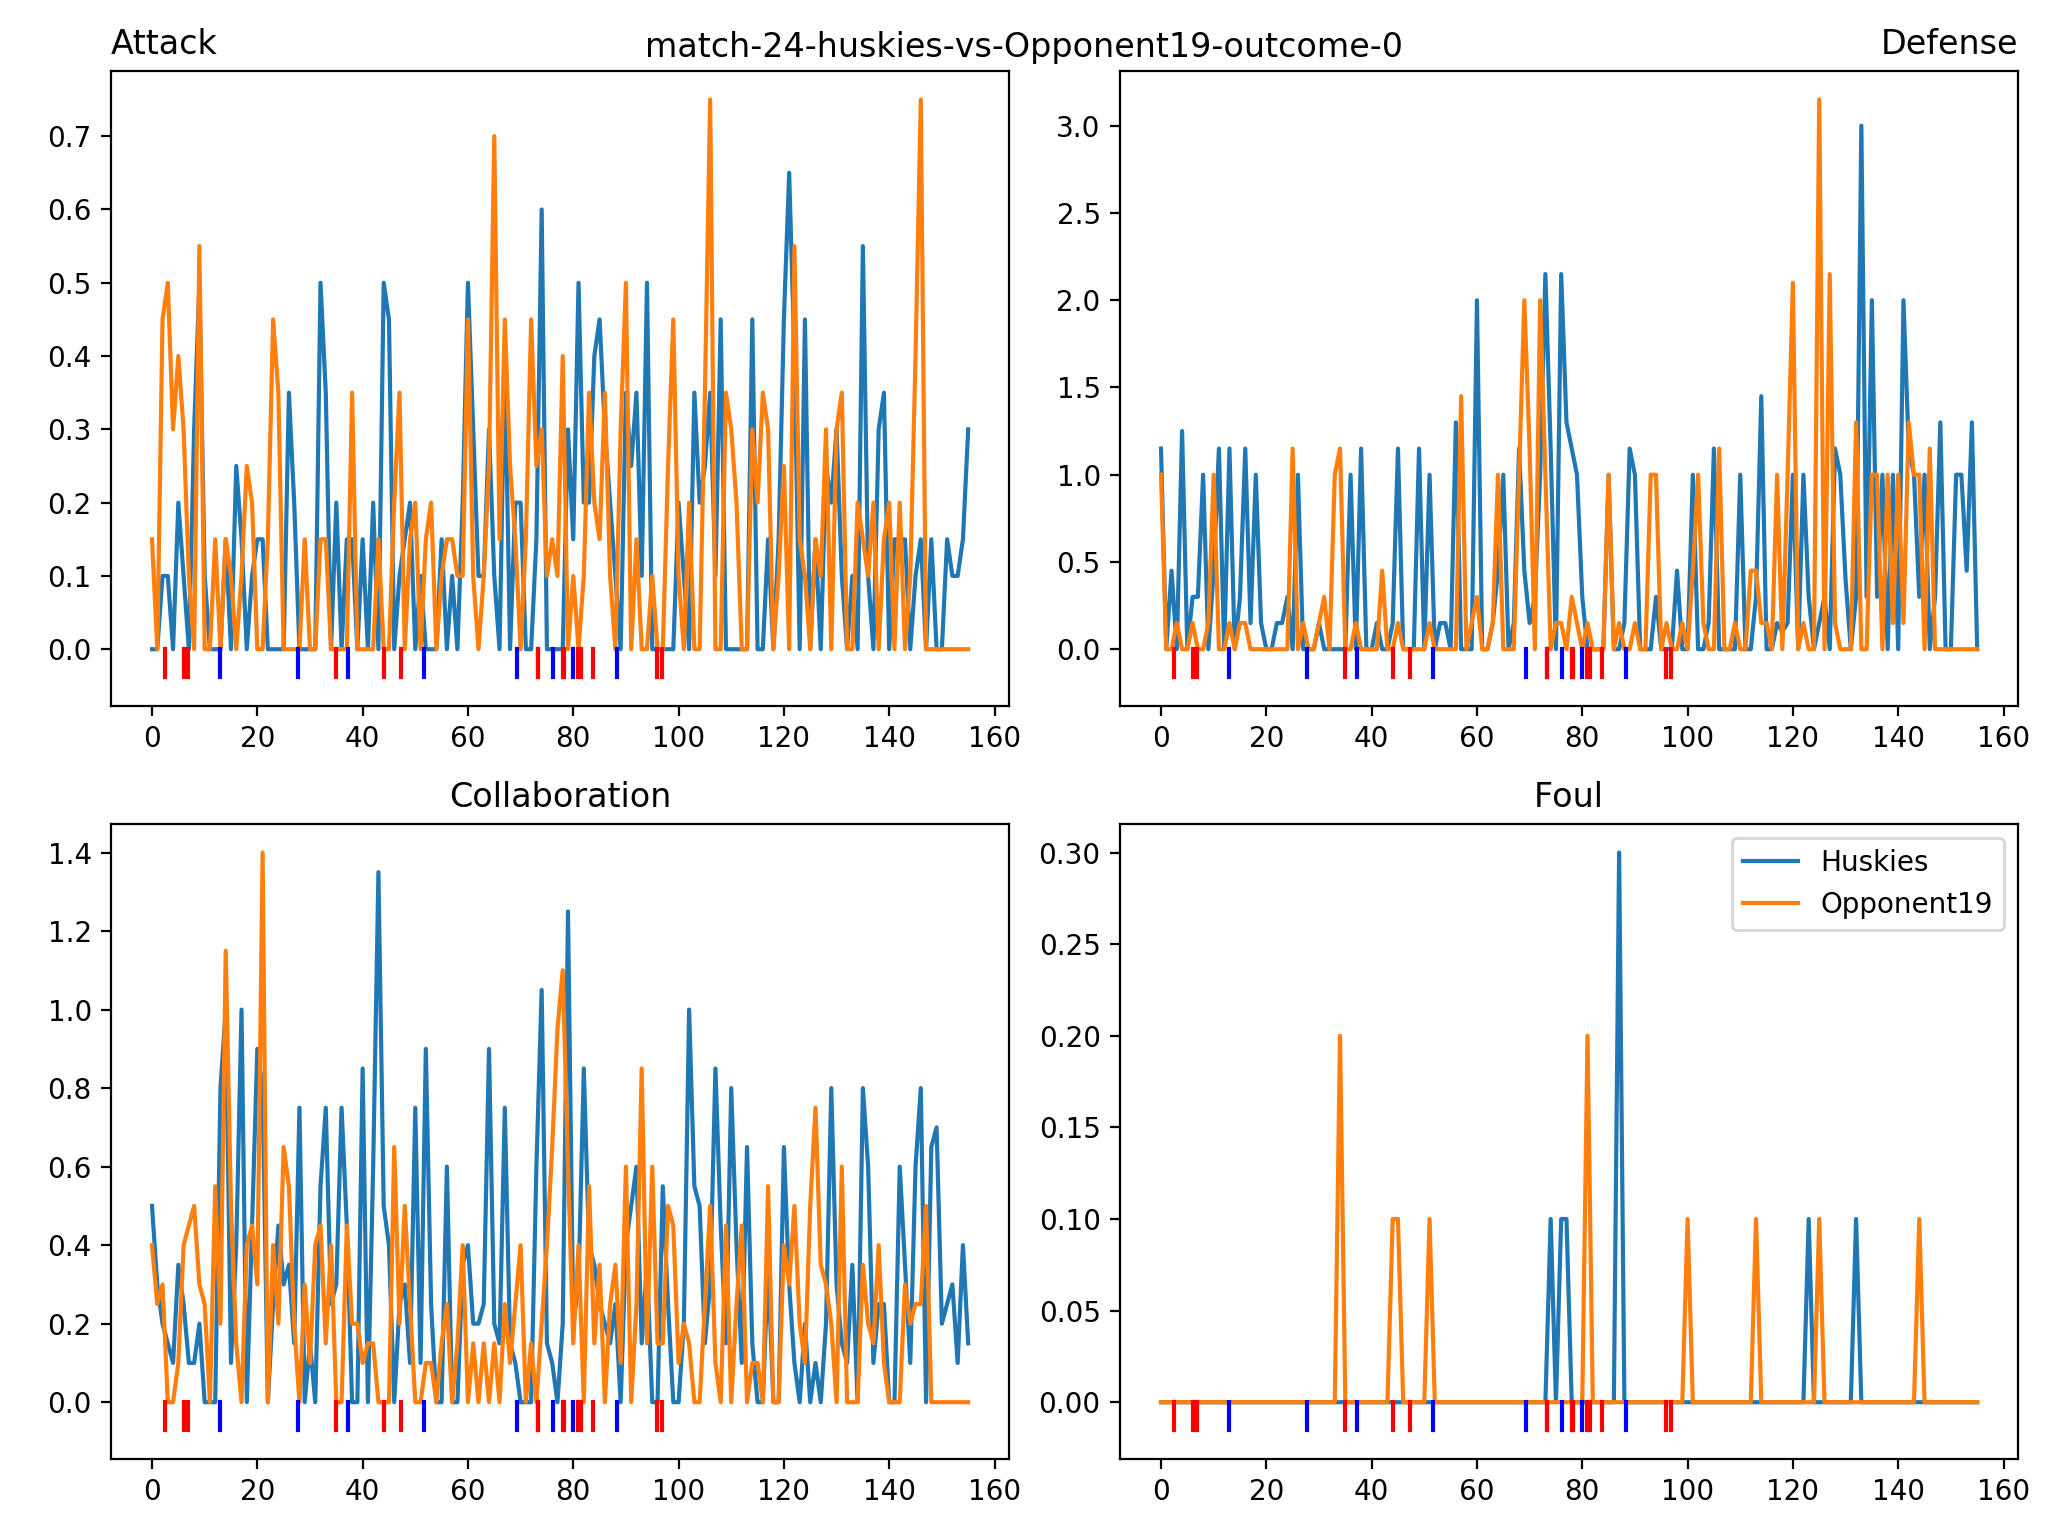 Attack
match-24-huskies-vs-Opponent19-outcome-0
Defense
0.7
0.6
0.5
0.4
0.3
0.2
0.1
0.0
0 20 40 60 80 100 120 140 160
3.0
2.5
2.0
1.5
1.0
0.5
0.0
0 20 40 60 80 100 120 140 160
Collaboration
1.4
1.2
1.0
0.8
0.6
0.4
0.2
0.0
0 20 40 60 80 100 120 140 160
Foul
Huskies
Opponent19
0.30
0.25
0.20
0.15
0.10
0.05
0.00
0 20 40 60 80 100 120 140 160